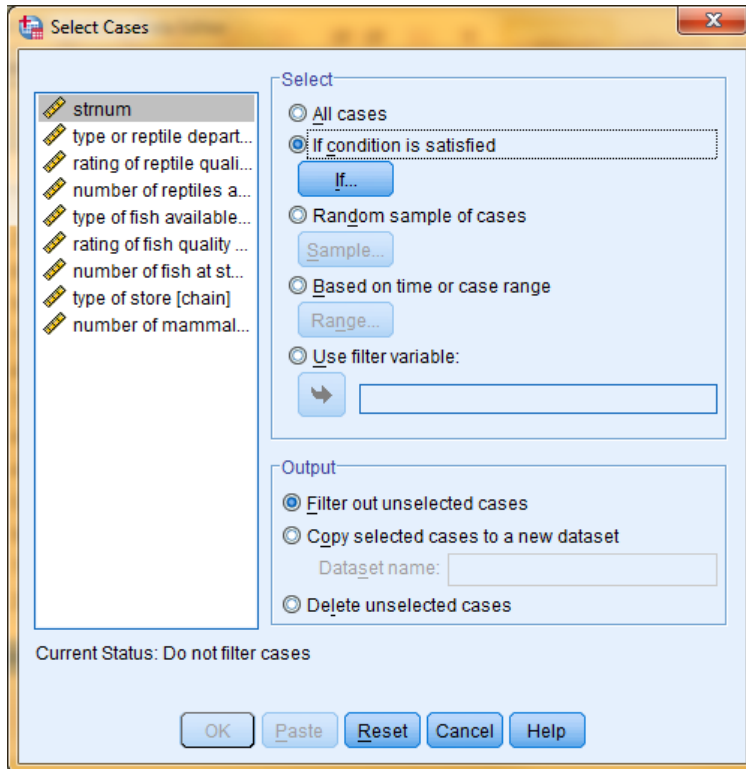 Select Cases
strnum
type or reptile depart...
rating of reptile quali...
number of reptiles a...
type of fish available...
rating of fish quality ...
number of fish at st...
type of store [chain]
number of mammal...
Select
All cases
If condition is satisfied
If...
Random sample of cases
Sample...
Based on time or case range
Range...
Use filter variable:
Output
Filter out unselected cases
Copy selected cases to a new dataset
Dataset name:
Delete unselected cases
Current Status: Do not filter cases
OK
Paste
Reset
Cancel
Help